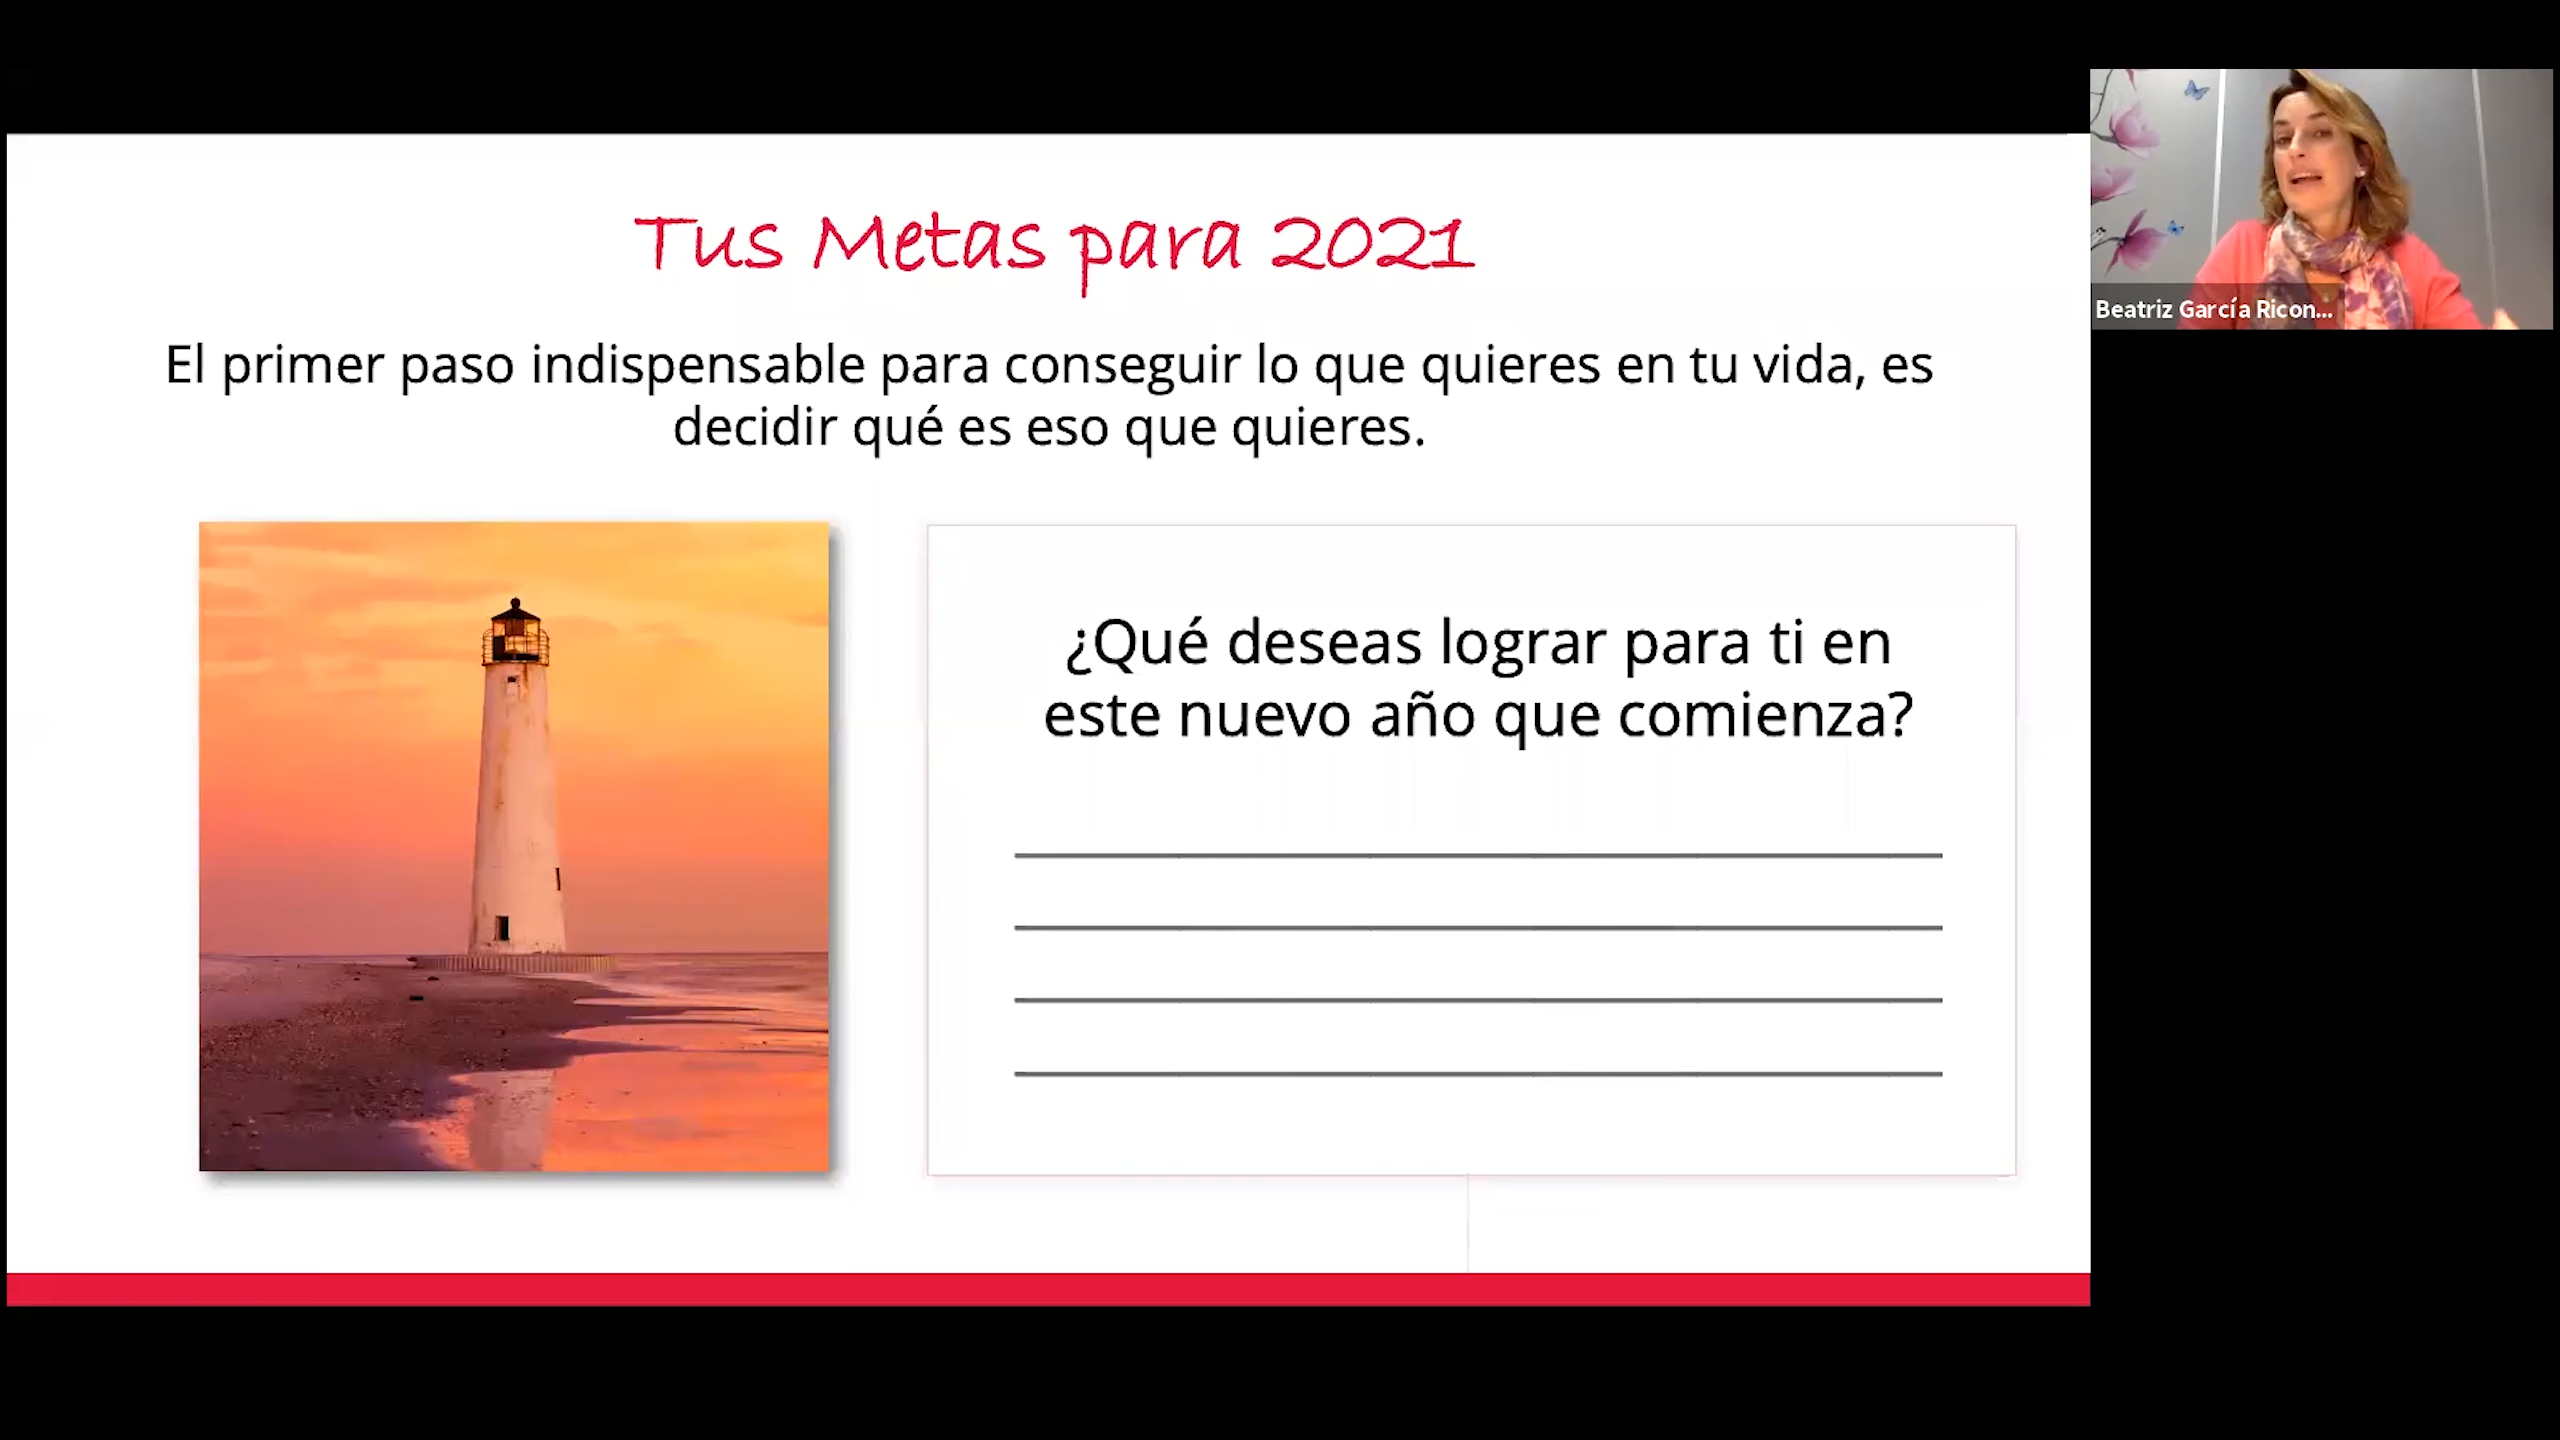 Tus Metas para 2021
El primer paso indispensable para conseguir lo que quieres en tu vida, es
decidir qué es eso que quieres.
¿Qué deseas lograr para ti en
este nuevo año que comienza?
Beatriz García Ricon...